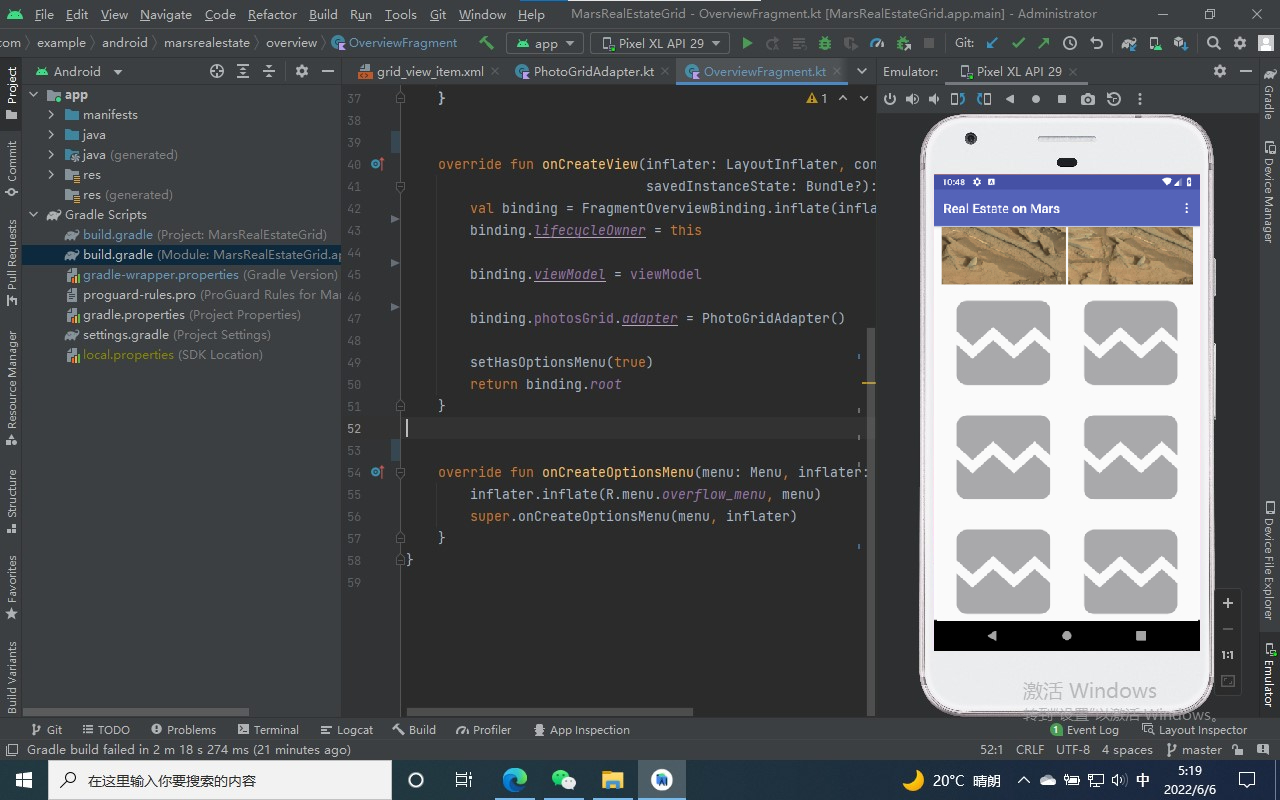 File Edit View Navigate Code Refactor Build Run Tools Git Window Help MarsRealEstateGrid - OverviewFragment.kt [MarsRealEstateGrid.app.main] - Administrator
com example android marsrealestate overview OverviewFragment app Pixel XL API 29 Git:
Android
grid_view_item.xml PhotoGridAdapter.kt OverviewFragment.kt
Emulator: Pixel XL API 29
Project
Commit
Pull Requests
Resource Manager
Structure
Favorites
Build Variants
app
manifests
java
java (generated)
res
res (generated)
Gradle Scripts
build.gradle (Project: MarsRealEstateGrid)
build.gradle (Module: MarsRealEstateGrid.ap
gradle-wrapper.properties (Gradle Version)
proguard-rules.pro (ProGuard Rules for Mar
gradle.properties (Project Properties)
settings.gradle (Project Settings)
local.properties (SDK Location)
1
37 }
38
39
40 override fun onCreateView(inflater: LayoutInflater, con
41 savedInstanceState: Bundle?):
42 val binding = FragmentOverviewBinding.inflate(infla
43 binding.lifecycleOwner = this
44
45 binding.viewModel = viewModel
46
47 binding.photosGrid.adapter = PhotoGridAdapter()
48
49 setHasOptionsMenu(true)
50 return binding.root
51 }
52
53
54 override fun onCreateOptionsMenu(menu: Menu, inflater:
55 inflater.inflate(R.menu.overflow_menu, menu)
56 super.onCreateOptionsMenu(menu, inflater)
57 }
58 }
59
10:48
Real Estate on Mars
1:1
激活 Windows
转到"设置"以激活 Windows。
Gradle
Device Manager
Device File Explorer
Emulator
Git TODO Problems Terminal Logcat Build Profiler App Inspection 1 Event Log Layout Inspector
Gradle build failed in 2 m 18 s 274 ms (21 minutes ago) 52:1 CRLF UTF-8 4 spaces master
在这里输入你要搜索的内容
20°C 晴朗 中 5:19
2022/6/6